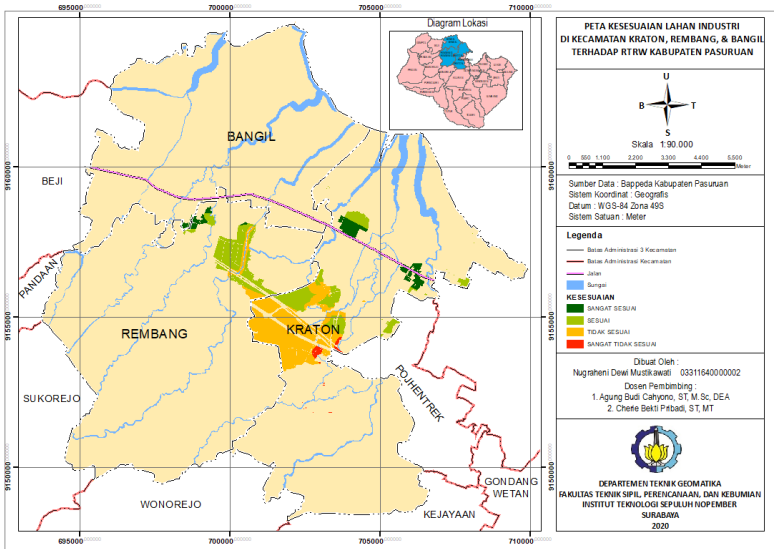 695000
700000
705000
710000
Diagram Lokasi
BANGIL
BEJI
PANDAAN
REMBANG
KRATON
SUKOREJO
POJHENTREK
WONOREJO
GONDANG
WETAN
KEJAYAAN
9160000
9155000
9150000
9160000
9155000
9150000
695000
700000
705000
710000
PETA KESESUAIAN LAHAN INDUSTRI
DI KECAMATAN KRATON, REMBANG, & BANGIL
TERHADAP RTRW KABUPATEN PASURUAN
U
B T
S
Skala 1:90.000
0 550 1.100 2.200 3.300 4.400 5.500
Meter
Sumber Data : Bappeda Kabupaten Pasuruan
Sistem Koordinat : Geografis
Datum : WGS-84 Zona 49S
Sistem Satuan : Meter
Legenda
Batas Administrasi 3 Kecamatan
Batas Administrasi Kecamatan
Jalan
Sungai
KESESUAIAN
SANGAT SESUAI
SESUAI
TIDAK SESUAI
SANGAT TIDAK SESUAI
Dibuat Oleh :
Nugraheni Dewi Mustikawati 03311640000002
Dosen Pembimbing :
1. Agung Budi Cahyono, ST, M.Sc, DEA
2. Cherie Bekti Pribadi, ST, MT
DEPARTEMEN TEKNIK GEOMATIKA
FAKULTAS TEKNIK SIPIL, PERENCANAAN, DAN KEBUMIAN
INSTITUT TEKNOLOGI SEPULUH NOPEMBER
SURABAYA
2020